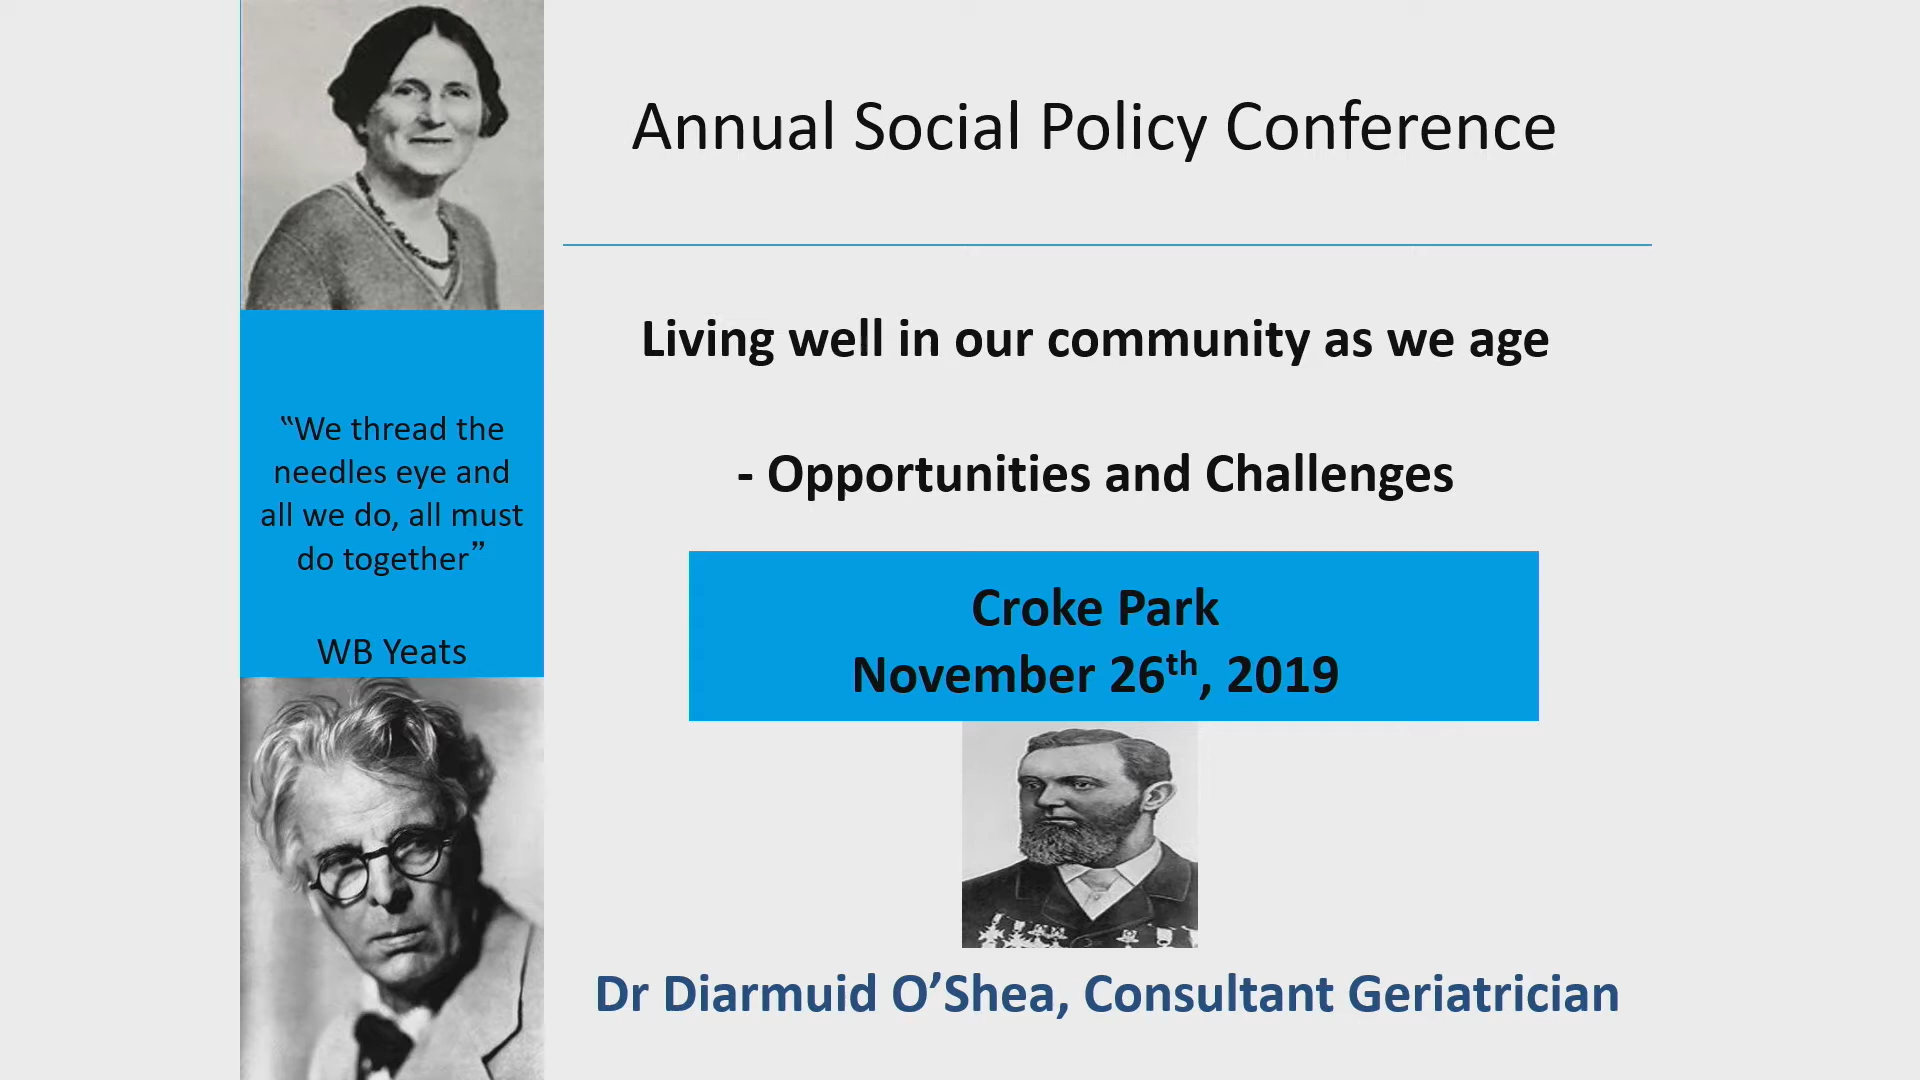 Annual Social Policy Conference
Living well in our community as we age
- Opportunities and Challenges
Croke Park
November 26th, 2019
Dr Diarmuid O’Shea, Consultant Geriatrician
“We thread the
needles eye and
all we do, all must
do together”
WB Yeats